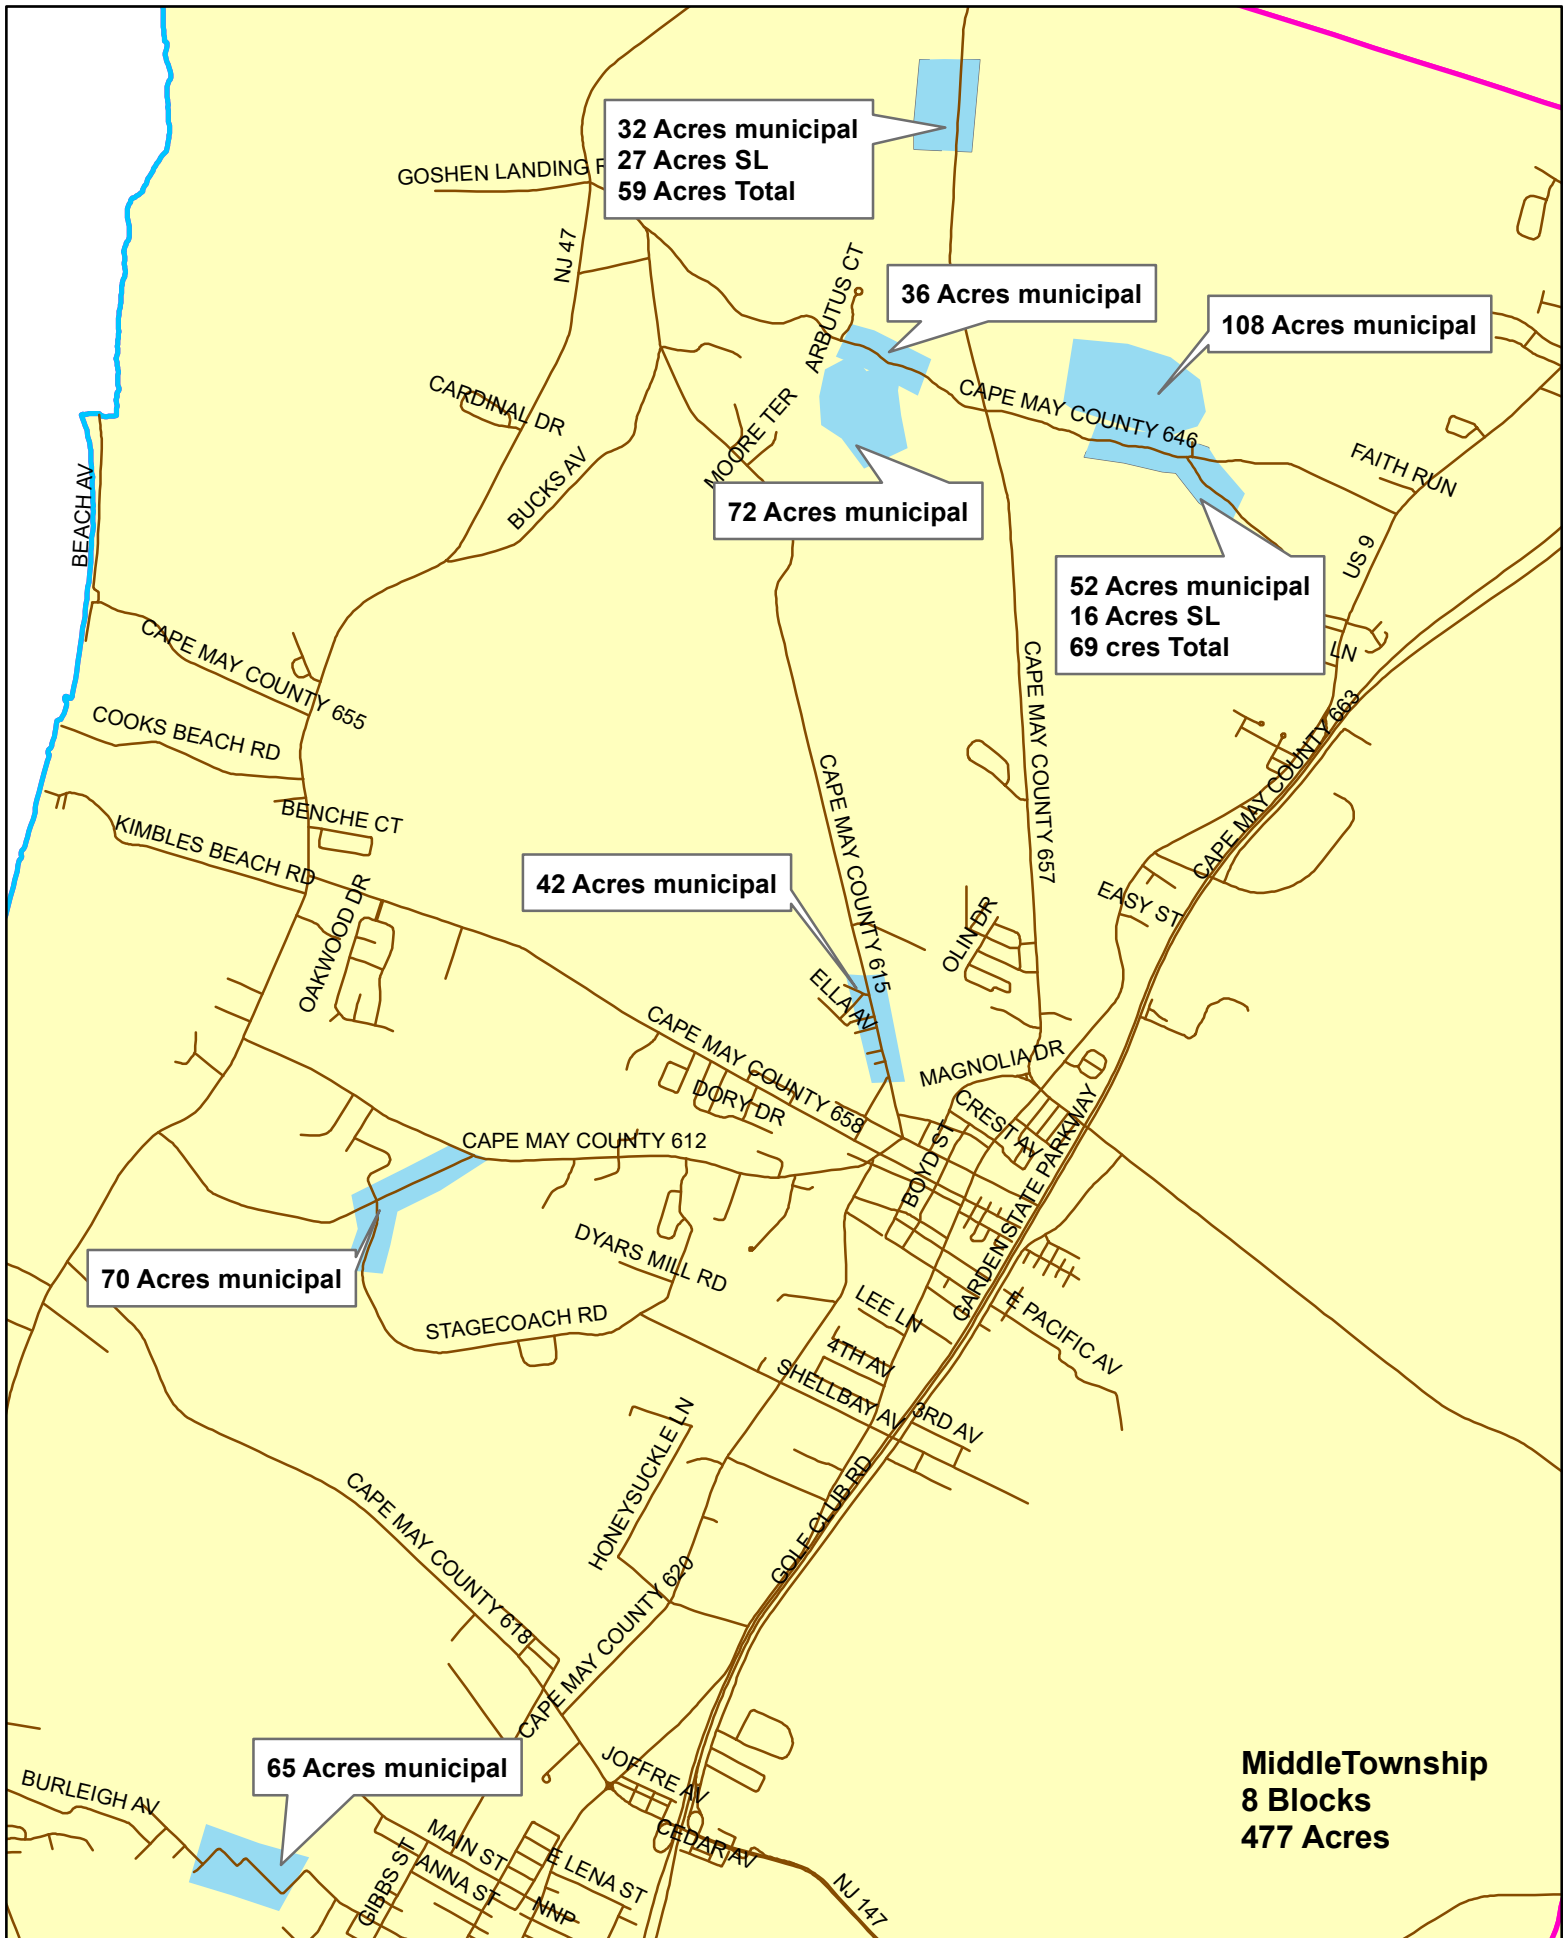 32 Acres municipal
27 Acres SL
59 Acres Total
GOSHEN LANDING
NJ 47
ARBUTUS CT
36 Acres municipal
108 Acres municipal
CARDINAL DR
MOORE TER
CAPE MAY COUNTY 646
BUCKS AV
FAITH RUN
BEACH AV
72 Acres municipal
US 9
52 Acres municipal
16 Acres SL
69 cres Total
LN
CAPE MAY COUNTY 655
COOKS BEACH RD
CAPE MAY COUNTY 657
CAPE MAY COUNTY 663
BENCHE CT
KIMBLES BEACH RD
CAPE MAY COUNTY 615
42 Acres municipal
EASY ST
OAKWOOD DR
OLIN DR
ELLA AV
CAPE MAY COUNTY 658
MAGNOLIA DR
DORY DR
CREST AV
CAPE MAY COUNTY 612
BOYD ST
GARDEN STATE PARKWAY
70 Acres municipal
DYARS MILL RD
STAGECOACH RD
LEE LN
E PACIFIC AV
4TH AV
SHELLBAY AV
3RD AV
HONEYSUCKLE LN
CAPE MAY COUNTY 618
GOLF CLUB RD
CAPE MAY COUNTY 620
65 Acres municipal
JOFFRE AV
BURLEIGH AV
MAIN ST
CEDAR AV
GIBBS ST
ANNA ST
E LENA ST
NNP
NJ 147
MiddleTownship
8 Blocks
477 Acres